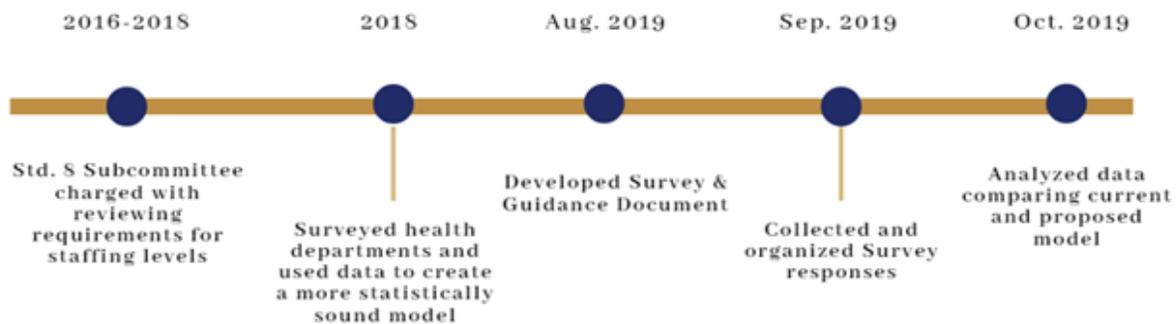 2016-2018
2018
Aug. 2019
Sep. 2019
Oct. 2019
Std. 8 Subcommittee
charged with
reviewing
requirements for
staffing levels
Surveyed health
departments and
used data to create
a more statistically
sound model
Developed Survey &
Guidance Document
Collected and
organized Survey
responses
Analyzed data
comparing current
and proposed
model